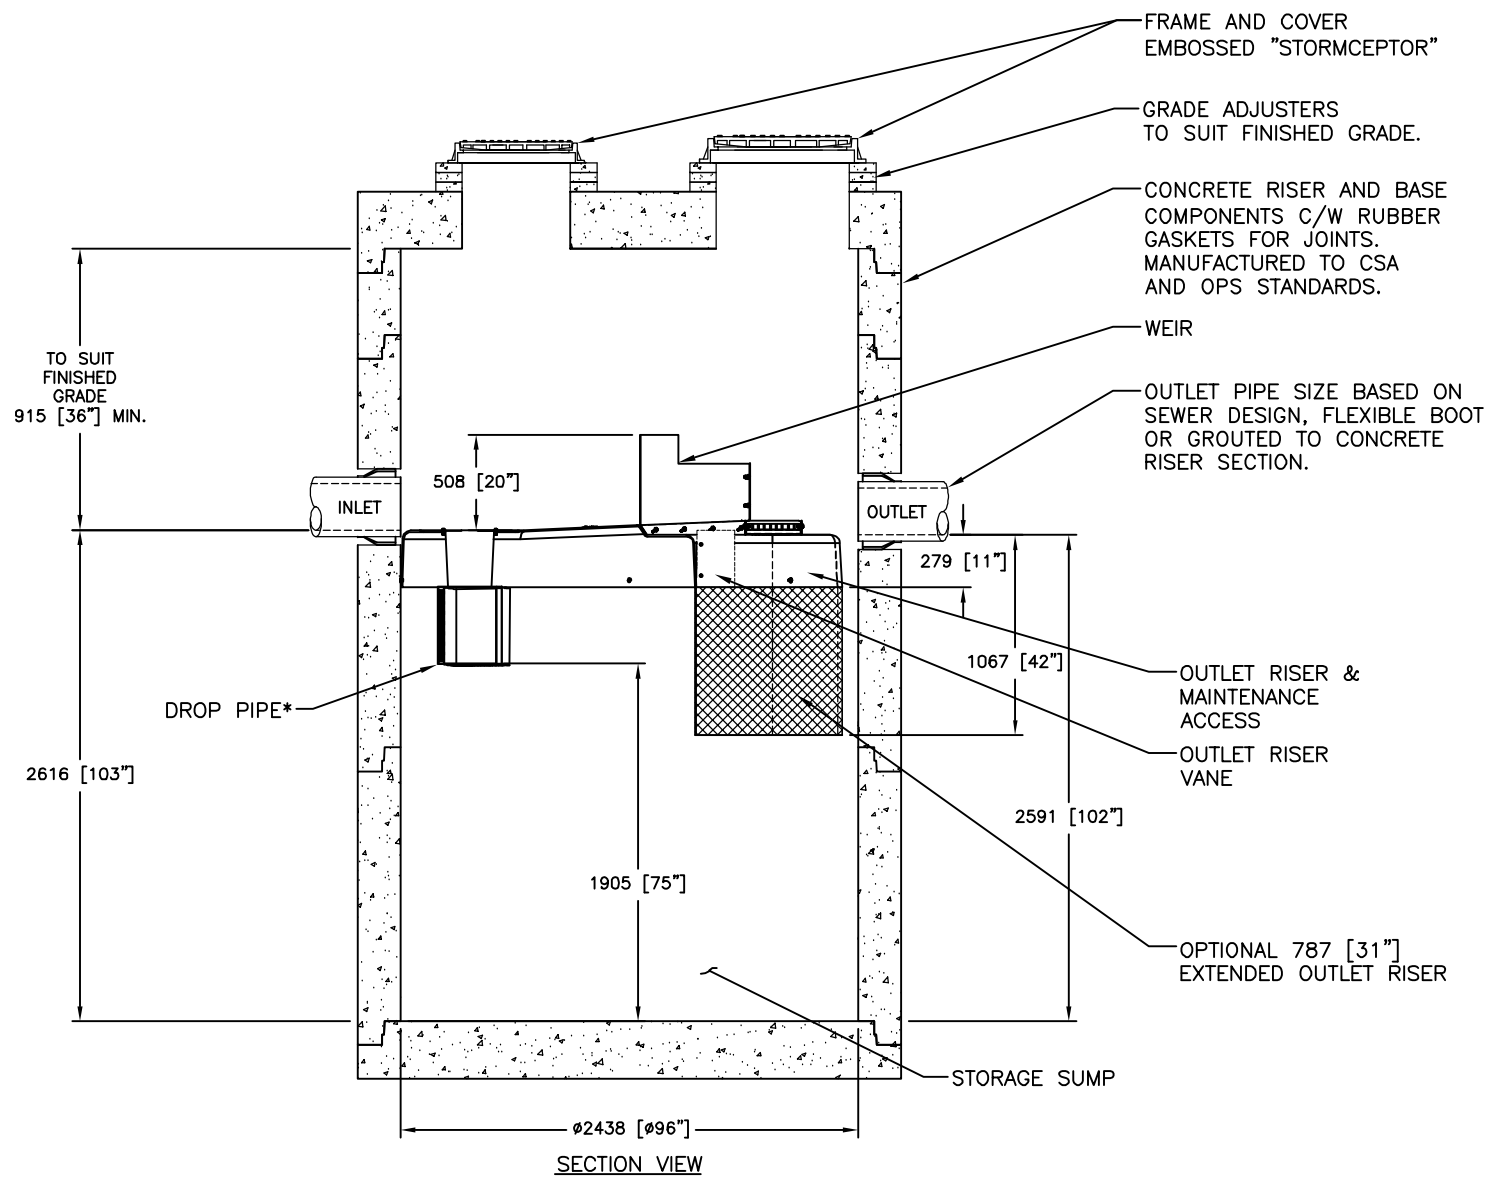 FRAME AND COVER
EMBOSSED "STORMCEPTOR"
GRADE ADJUSTERS
TO SUIT FINISHED GRADE.
CONCRETE RISER AND BASE
COMPONENTS C/W RUBBER
GASKETS FOR JOINTS.
MANUFACTURED TO CSA
AND OPS STANDARDS.
WEIR
TO SUIT
FINISHED
GRADE
915 [36"] MIN.
OUTLET PIPE SIZE BASED ON
SEWER DESIGN, FLEXIBLE BOOT
OR GROUTED TO CONCRETE
RISER SECTION.
508 [20"]
INLET
OUTLET
279 [11"]
1067 [42"]
OUTLET RISER &
MAINTENANCE
ACCESS
DROP PIPE*
OUTLET RISER
VANE
2616 [103"]
2591 [102"]
1905 [75"]
OPTIONAL 787 [31"]
EXTENDED OUTLET RISER
STORAGE SUMP
ø2438 [ø96"]
SECTION VIEW